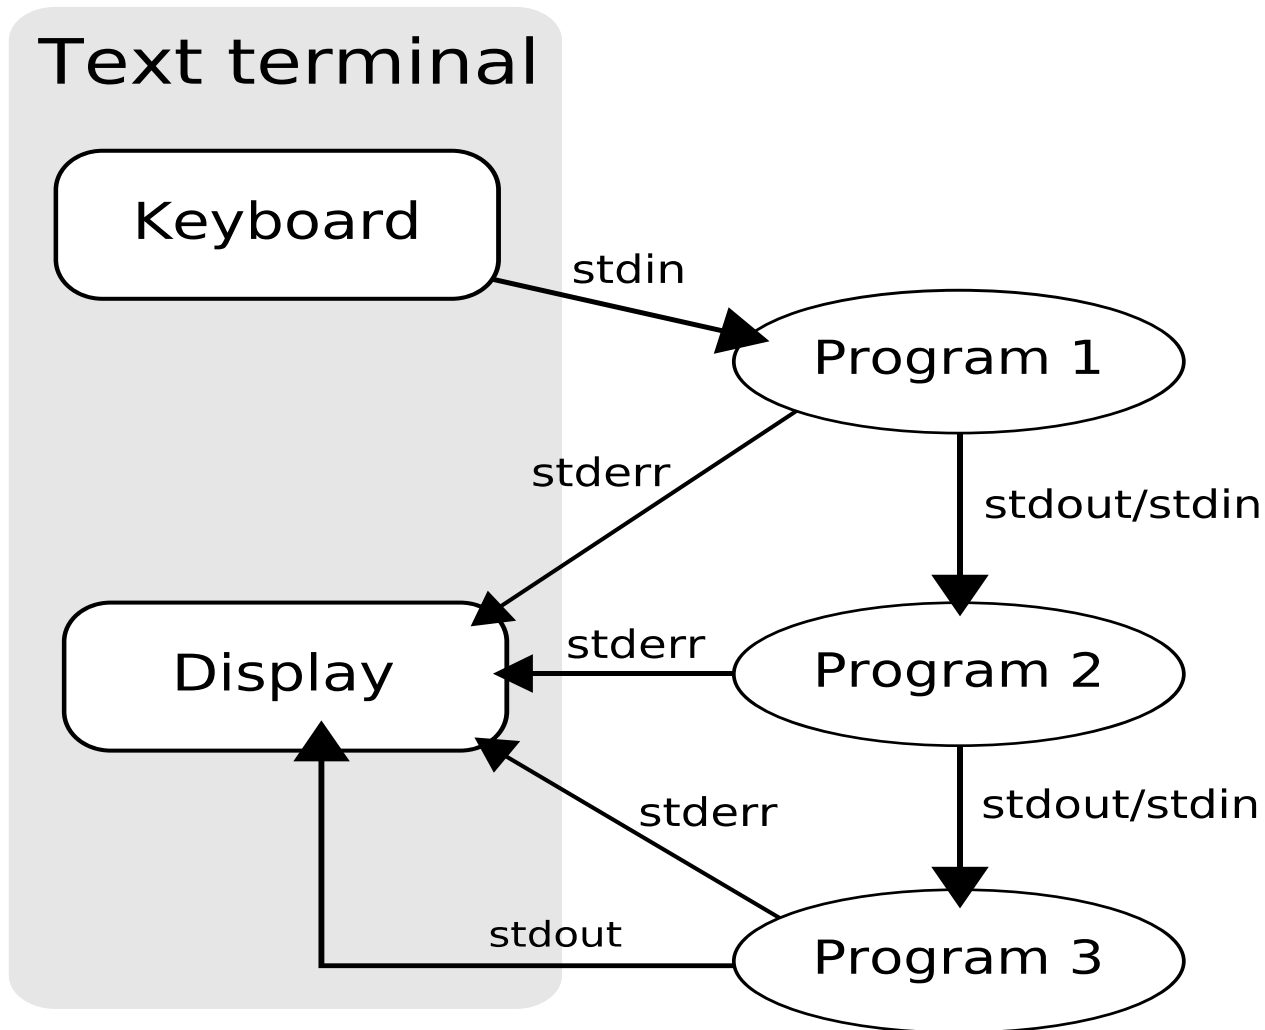 Text terminal
Keyboard
stdin
Program 1
stderr
stdout/stdin
Display
stderr
Program 2
stderr
stdout/stdin
stdout
Program 3